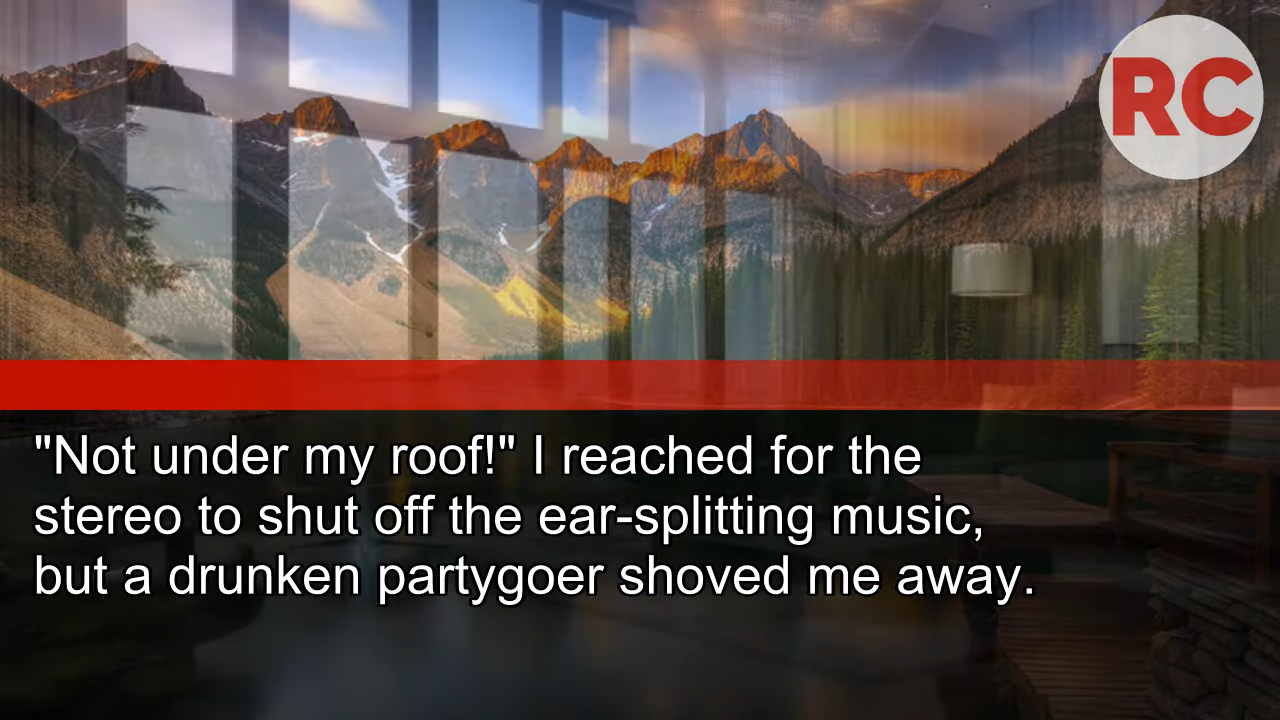 RC
"Not under my roof!" I reached for the
stereo to shut off the ear-splitting music,
but a drunken partygoer shoved me away.